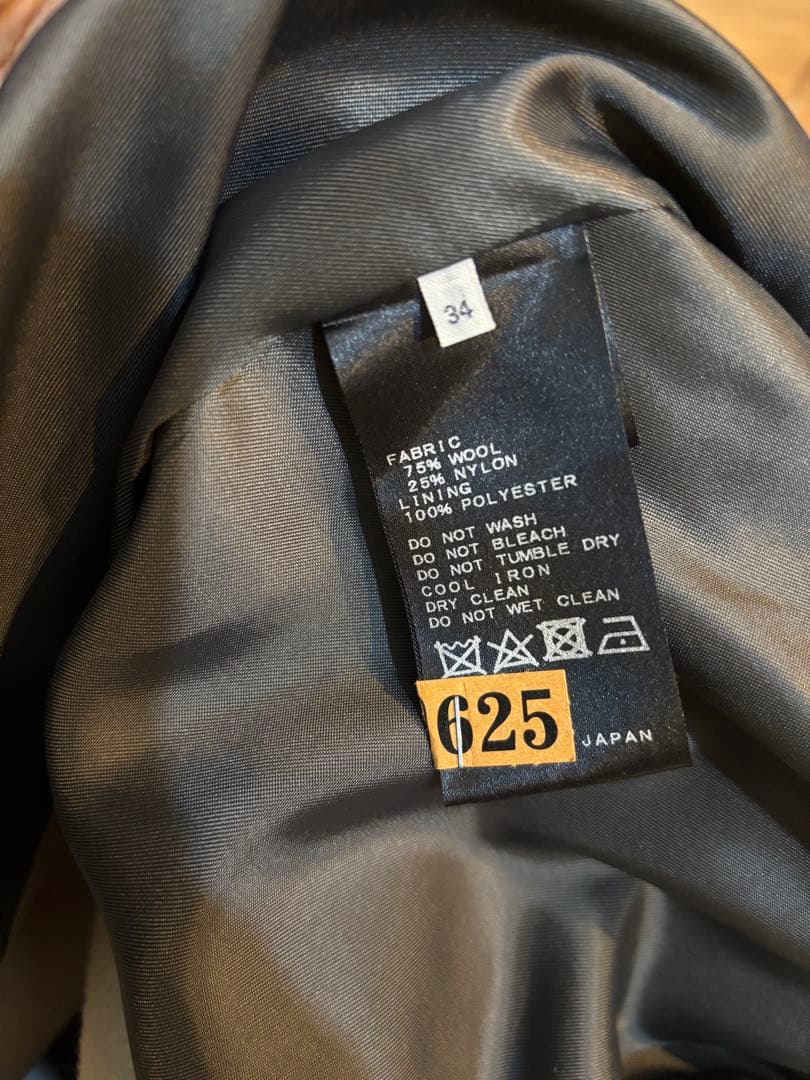 34
FABRIC
75% WOOL
25% NYLON
LINING
100% POLYESTER
DO NOT WASH
DO NOT BLEACH
DO NOT TUMBLE DRY
COOL IRON
DRY CLEAN
DO NOT WET CLEAN
625
JAPAN